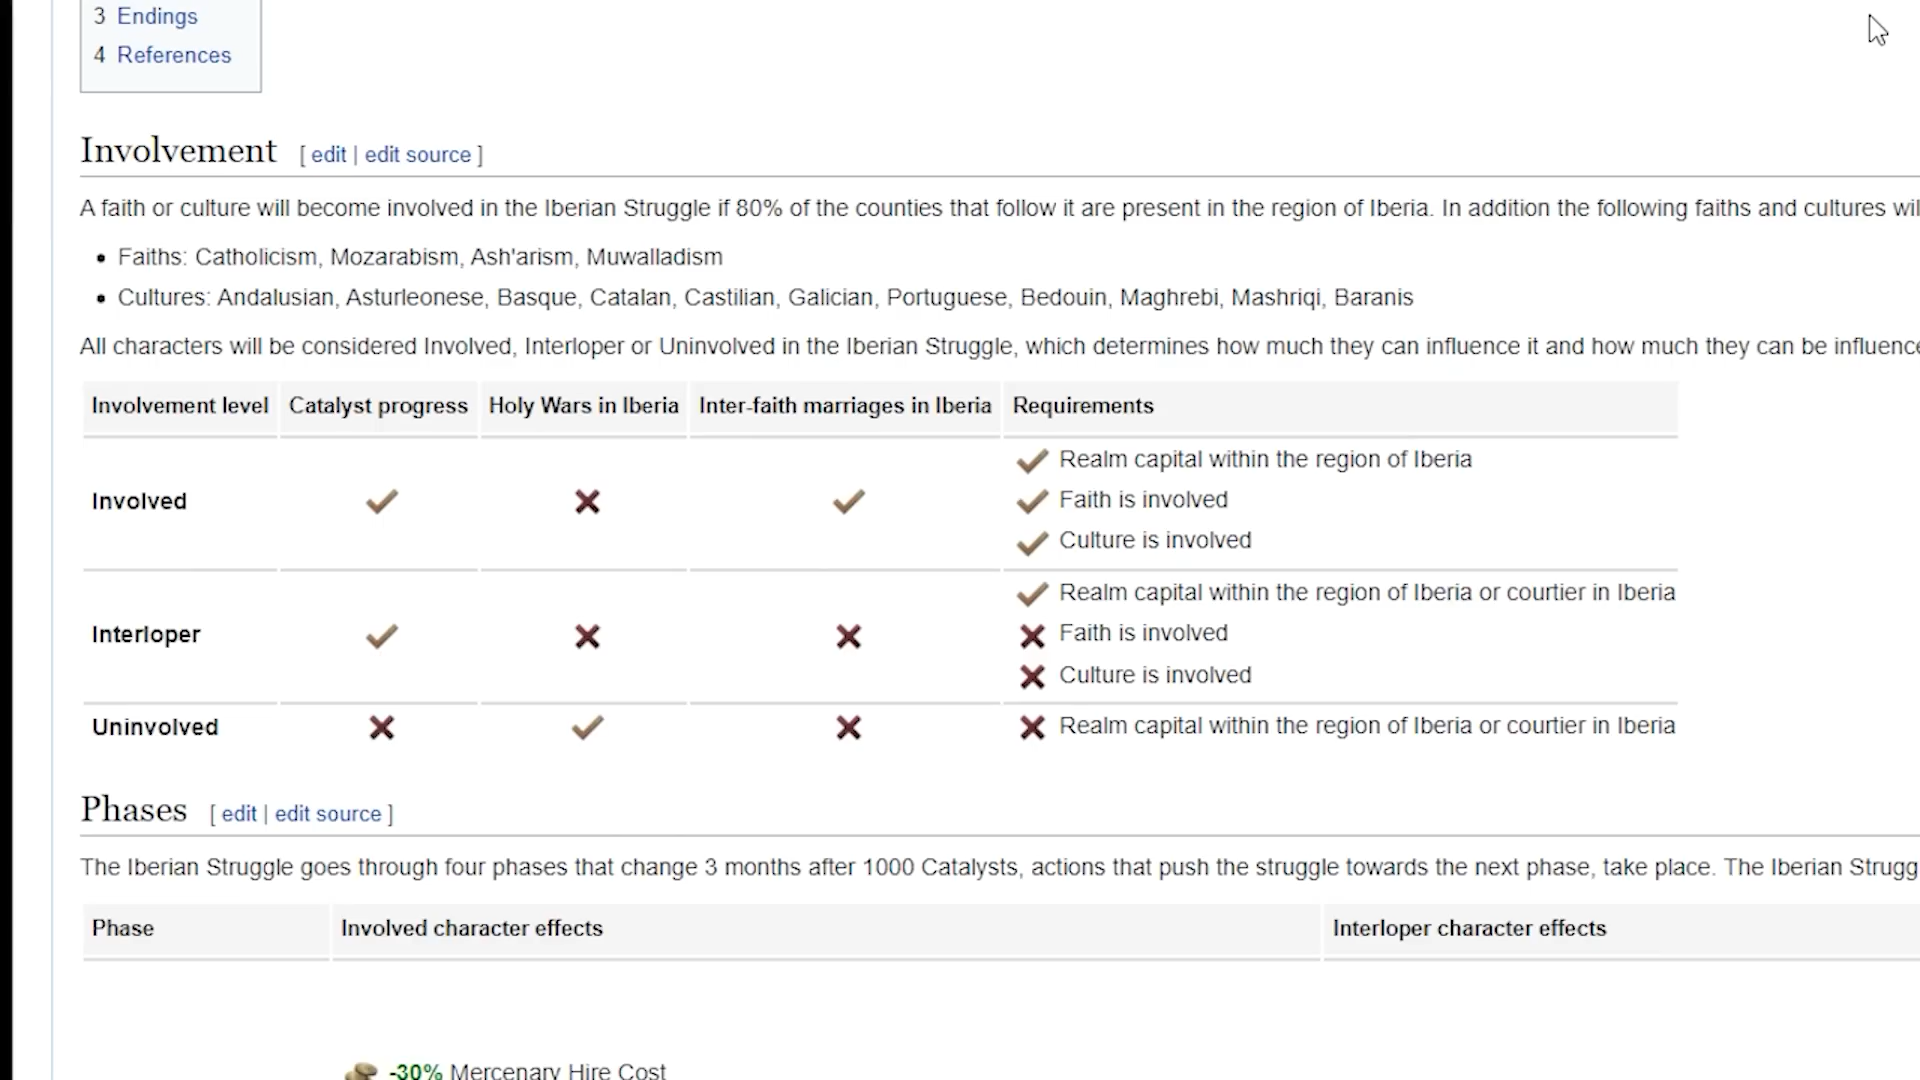 3 Endings
4 References
Involvement [ edit | edit source ]
A faith or culture will become involved in the Iberian Struggle if 80% of the counties that follow it are present in the region of Iberia. In addition the following faiths and cultures wil
• Faiths: Catholicism, Mozarabism, Ash'arism, Muwalladism
• Cultures: Andalusian, Asturleonese, Basque, Catalan, Castilian, Galician, Portuguese, Bedouin, Maghrebi, Mashriqi, Baranis
All characters will be considered Involved, Interloper or Uninvolved in the Iberian Struggle, which determines how much they can influence it and how much they can be influence
Involvement level Catalyst progress Holy Wars in Iberia Inter-faith marriages in Iberia Requirements
Realm capital within the region of Iberia
Involved Faith is involved
Culture is involved
Realm capital within the region of Iberia or courtier in Iberia
Interloper Faith is involved
Culture is involved
Uninvolved Realm capital within the region of Iberia or courtier in Iberia
Phases [ edit | edit source ]
The Iberian Struggle goes through four phases that change 3 months after 1000 Catalysts, actions that push the struggle towards the next phase, take place. The Iberian Strugg
Phase Involved character effects Interloper character effects
-30% Mercenary Hire Cost